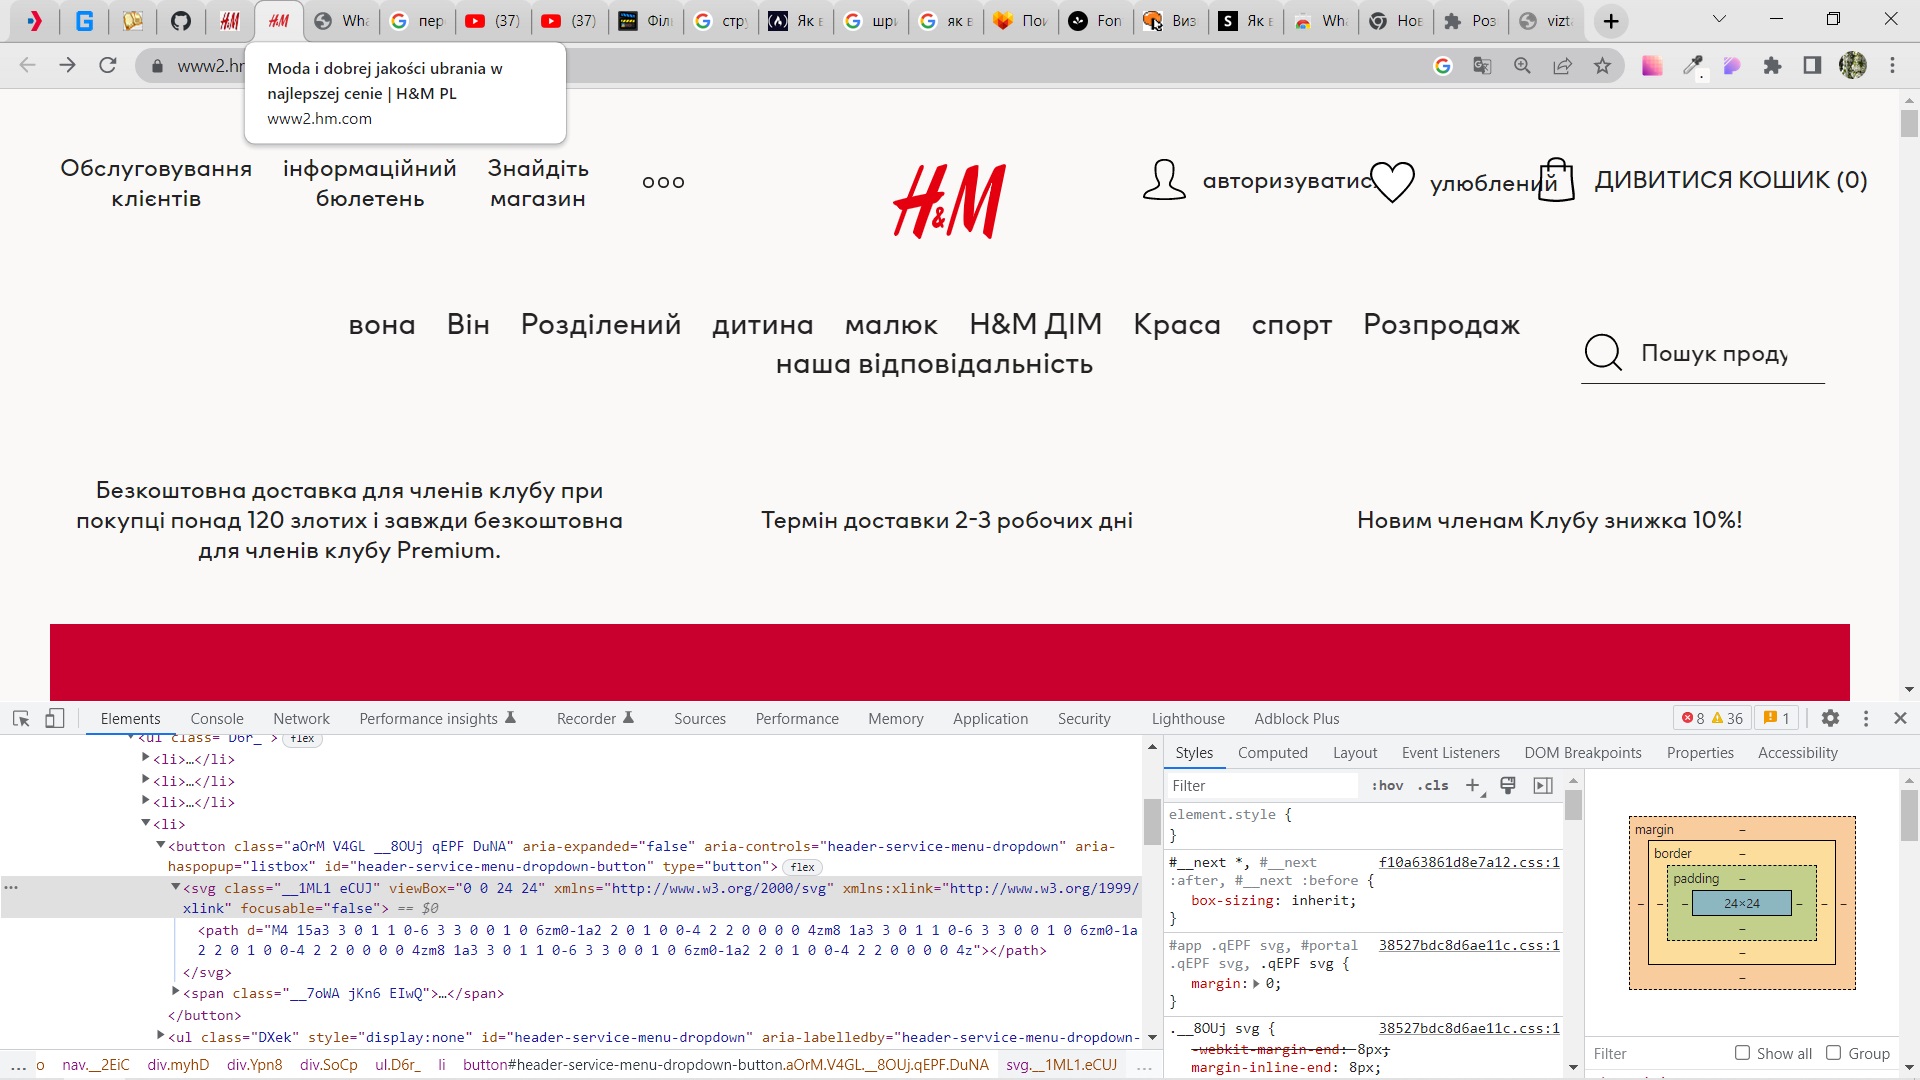 Wha
пер
(37)
(37)
Філ
стру
Як в
шри
як в
Пои
Fon
Виз
Як в
Wha
Нов
Роз
vizt
www2.hm
Moda i dobrej jakości ubrania w
najlepszej cenie | H&M PL
www2.hm.com
Обслуговування
клієнтів
інформаційний
бюлетень
Знайдіть
магазин
H&M
авторизуватис
улюблений
ДИВИТИСЯ КОШИК (0)
вона Він Розділений дитина малюк H&M ДІМ Краса спорт Розпродаж
наша відповідальність
Пошук проду
Безкоштовна доставка для членів клубу при
покупці понад 120 злотих і завжди безкоштовна
для членів клубу Premium.
Термін доставки 2-3 робочих дні
Новим членам Клубу знижка 10%!
Elements Console Network Performance insights Recorder Sources Performance Memory Application Security Lighthouse Adblock Plus 8 36 1
<ul class="D6r_"> flex
<li>…</li>
<li>…</li>
<li>…</li>
<li>
<button class="aOrM V4GL __8OUj qEPF DuNA" aria-expanded="false" aria-controls="header-service-menu-dropdown" aria-
haspopup="listbox" id="header-service-menu-dropdown-button" type="button"> flex
<svg class="__1ML1 eCUJ" viewBox="0 0 24 24" xmlns="http://www.w3.org/2000/svg" xmlns:xlink="http://www.w3.org/1999/
xlink" focusable="false"> == $0
<path d="M4 15a3 3 0 1 1 0-6 3 3 0 0 1 0 6zm0-1a2 2 0 1 0 0-4 2 2 0 0 0 0 4zm8 1a3 3 0 1 1 0-6 3 3 0 0 1 0 6zm0-1a
2 2 0 1 0 0-4 2 2 0 0 0 0 4zm8 1a3 3 0 1 1 0-6 3 3 0 0 1 0 6zm0-1a2 2 0 1 0 0-4 2 2 0 0 0 0 4z"></path>
</svg>
<span class="__7oWA jKn6 EIwQ">…</span>
</button>
<ul class="DXek" style="display:none" id="header-service-menu-dropdown" aria-labelledby="header-service-menu-dropdown-
... o nav.__2EiC div.myhD div.Ypn8 div.SoCp ul.D6r_ li button#header-service-menu-dropdown-button.aOrM.V4GL.__8OUj.qEPF.DuNA svg.__1ML1.eCUJ ...
Styles Computed Layout Event Listeners DOM Breakpoints Properties Accessibility
Filter :hov .cls
element.style {
}
#__next *, #__next f10a63861d8e7a12.css:1
:after, #__next :before {
box-sizing: inherit;
}
#app .qEPF svg, #portal 38527bdc8d6ae11c.css:1
.qEPF svg, .qEPF svg {
margin: 0;
}
.__8OUj svg { 38527bdc8d6ae11c.css:1
-webkit-margin-end: 8px;
margin-inline-end: 8px;
margin –
border –
padding –
– – – 24×24 – – –
–
–
–
Filter Show all Group